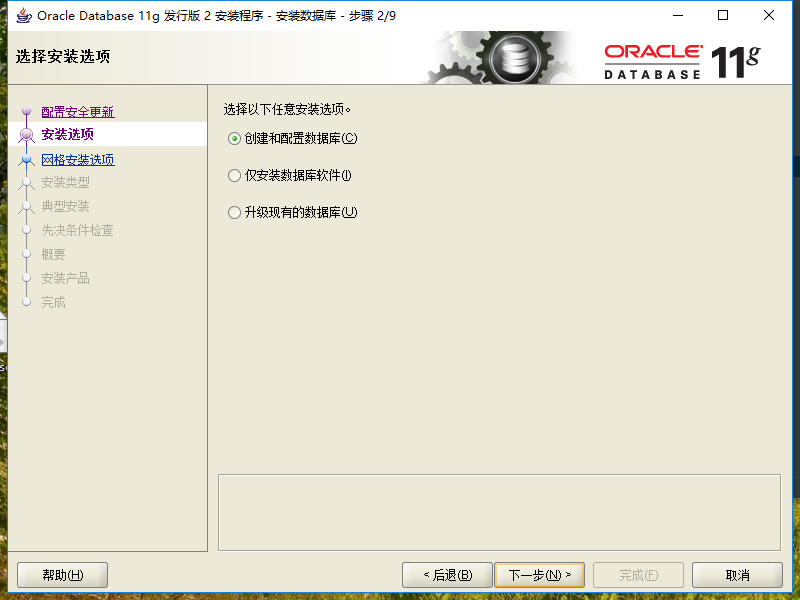 Oracle Database 11g 发行版 2 安装程序 - 安装数据库 - 步骤 2/9
选择安装选项
ORACLE
DATABASE
11g
配置安全更新
安装选项
网格安装选项
安装类型
典型安装
先决条件检查
概要
安装产品
完成
选择以下任意安装选项。
创建和配置数据库(C)
仅安装数据库软件(I)
升级现有的数据库(U)
帮助(H)
< 后退(B)
下一步(N) >
完成(F)
取消